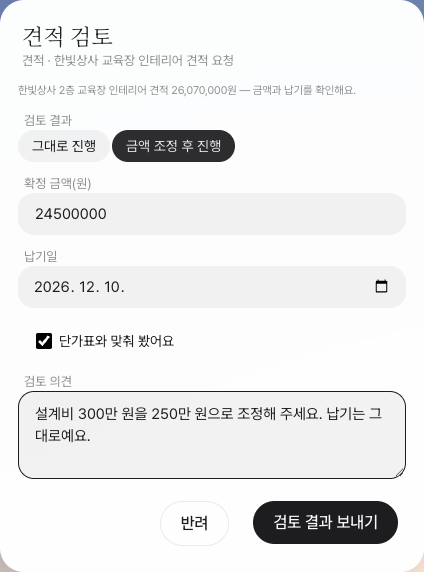 견적 검토
견적 · 한빛상사 교육장 인테리어 견적 요청
한빛상사 2층 교육장 인테리어 견적 26,070,000원 — 금액과 납기를 확인해요.
검토 결과
그대로 진행 금액 조정 후 진행
확정 금액(원)
24500000
납기일
2026. 12. 10.
단가표와 맞춰 봤어요
검토 의견
설계비 300만 원을 250만 원으로 조정해 주세요. 납기는 그
대로예요.
반려 검토 결과 보내기